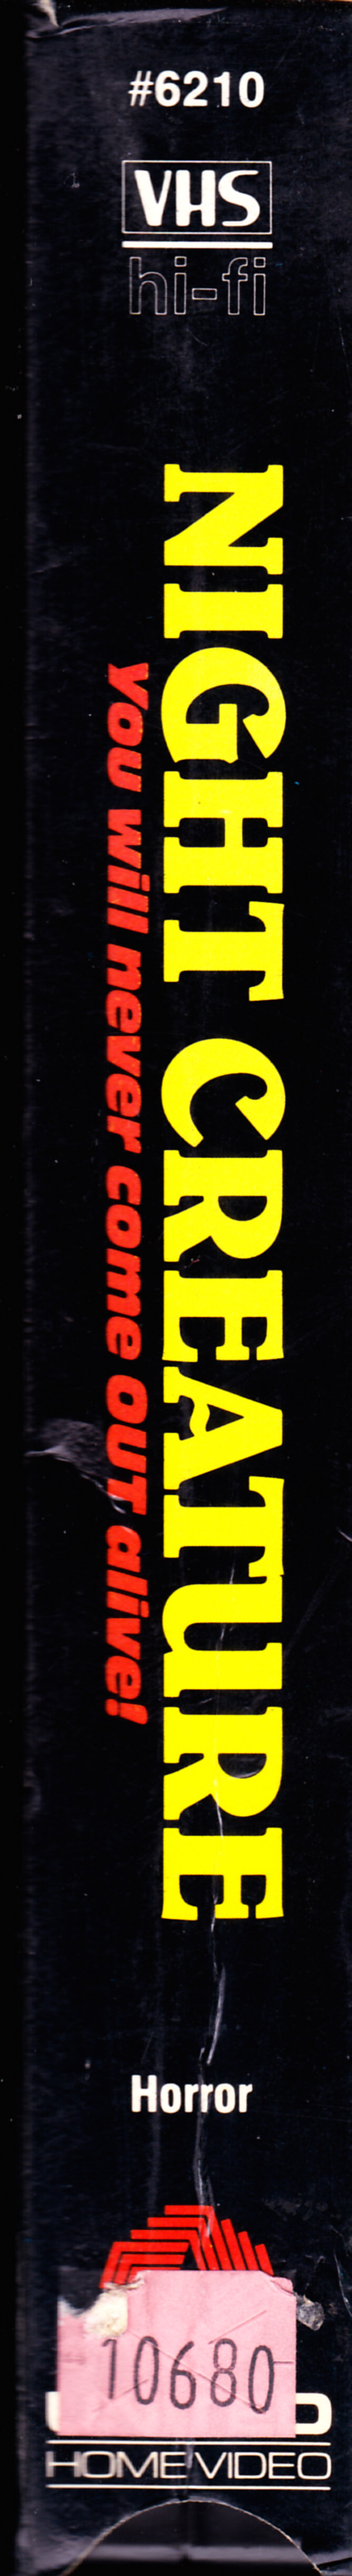 #6210
VHS
hi-fi
NIGHT CREATURE
you will never come OUT alive!
Horror
10680
HOME VIDEO